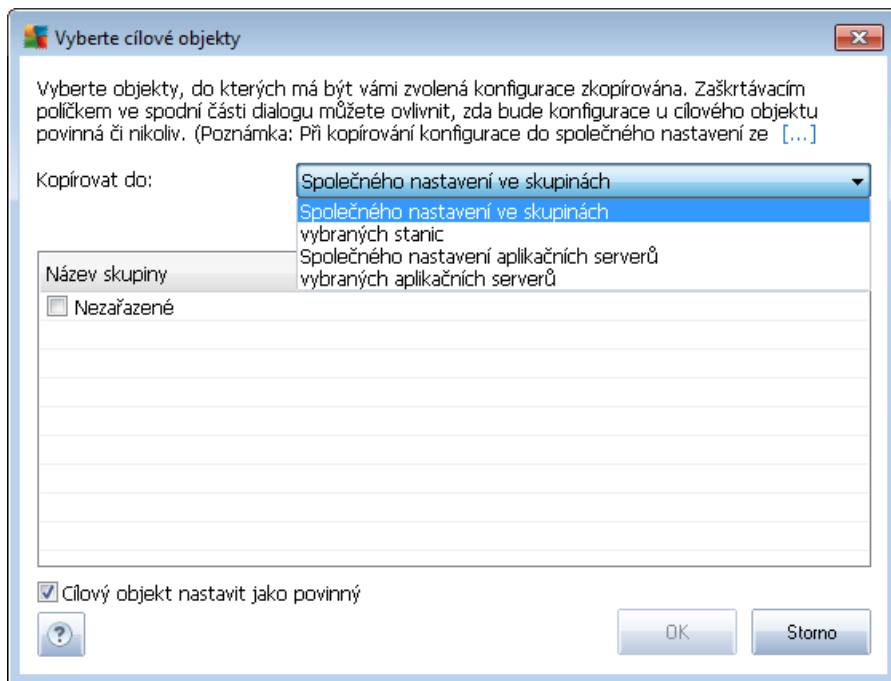 Vyberte cílové objekty
Vyberte objekty, do kterých má být vámi zvolená konfigurace zkopírována. Zaškrtávacím
políčkem ve spodní části dialogu můžete ovlivnit, zda bude konfigurace u cílového objektu
povinná či nikoliv. (Poznámka: Při kopírování konfigurace do společného nastavení ze [...]
Kopírovat do:
Společného nastavení ve skupinách
Společného nastavení ve skupinách
vybraných stanic
Společného nastavení aplikačních serverů
vybraných aplikačních serverů
Název skupiny
Nezařazené
Cílový objekt nastavit jako povinný
?
OK
Storno